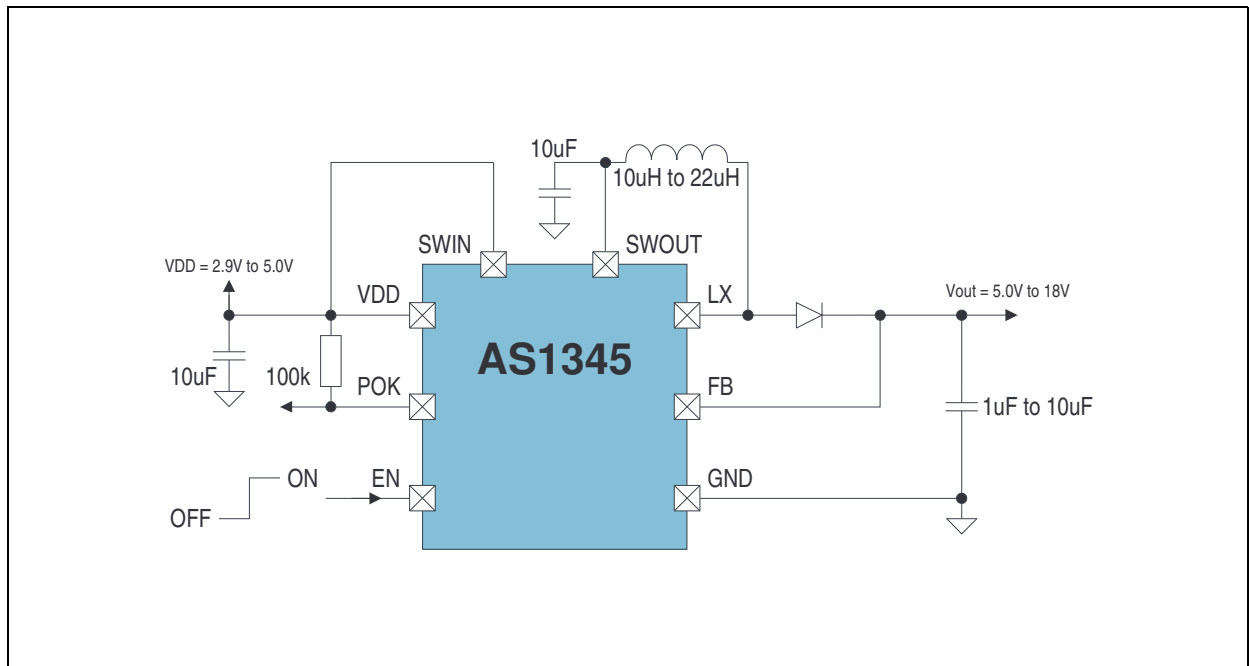 10uF
10uH to 22uH
SWIN
SWOUT
VDD = 2.9V to 5.0V
VDD
LX
Vout = 5.0V to 18V
AS1345
10uF
100k
POK
FB
1uF to 10uF
ON
EN
GND
OFF